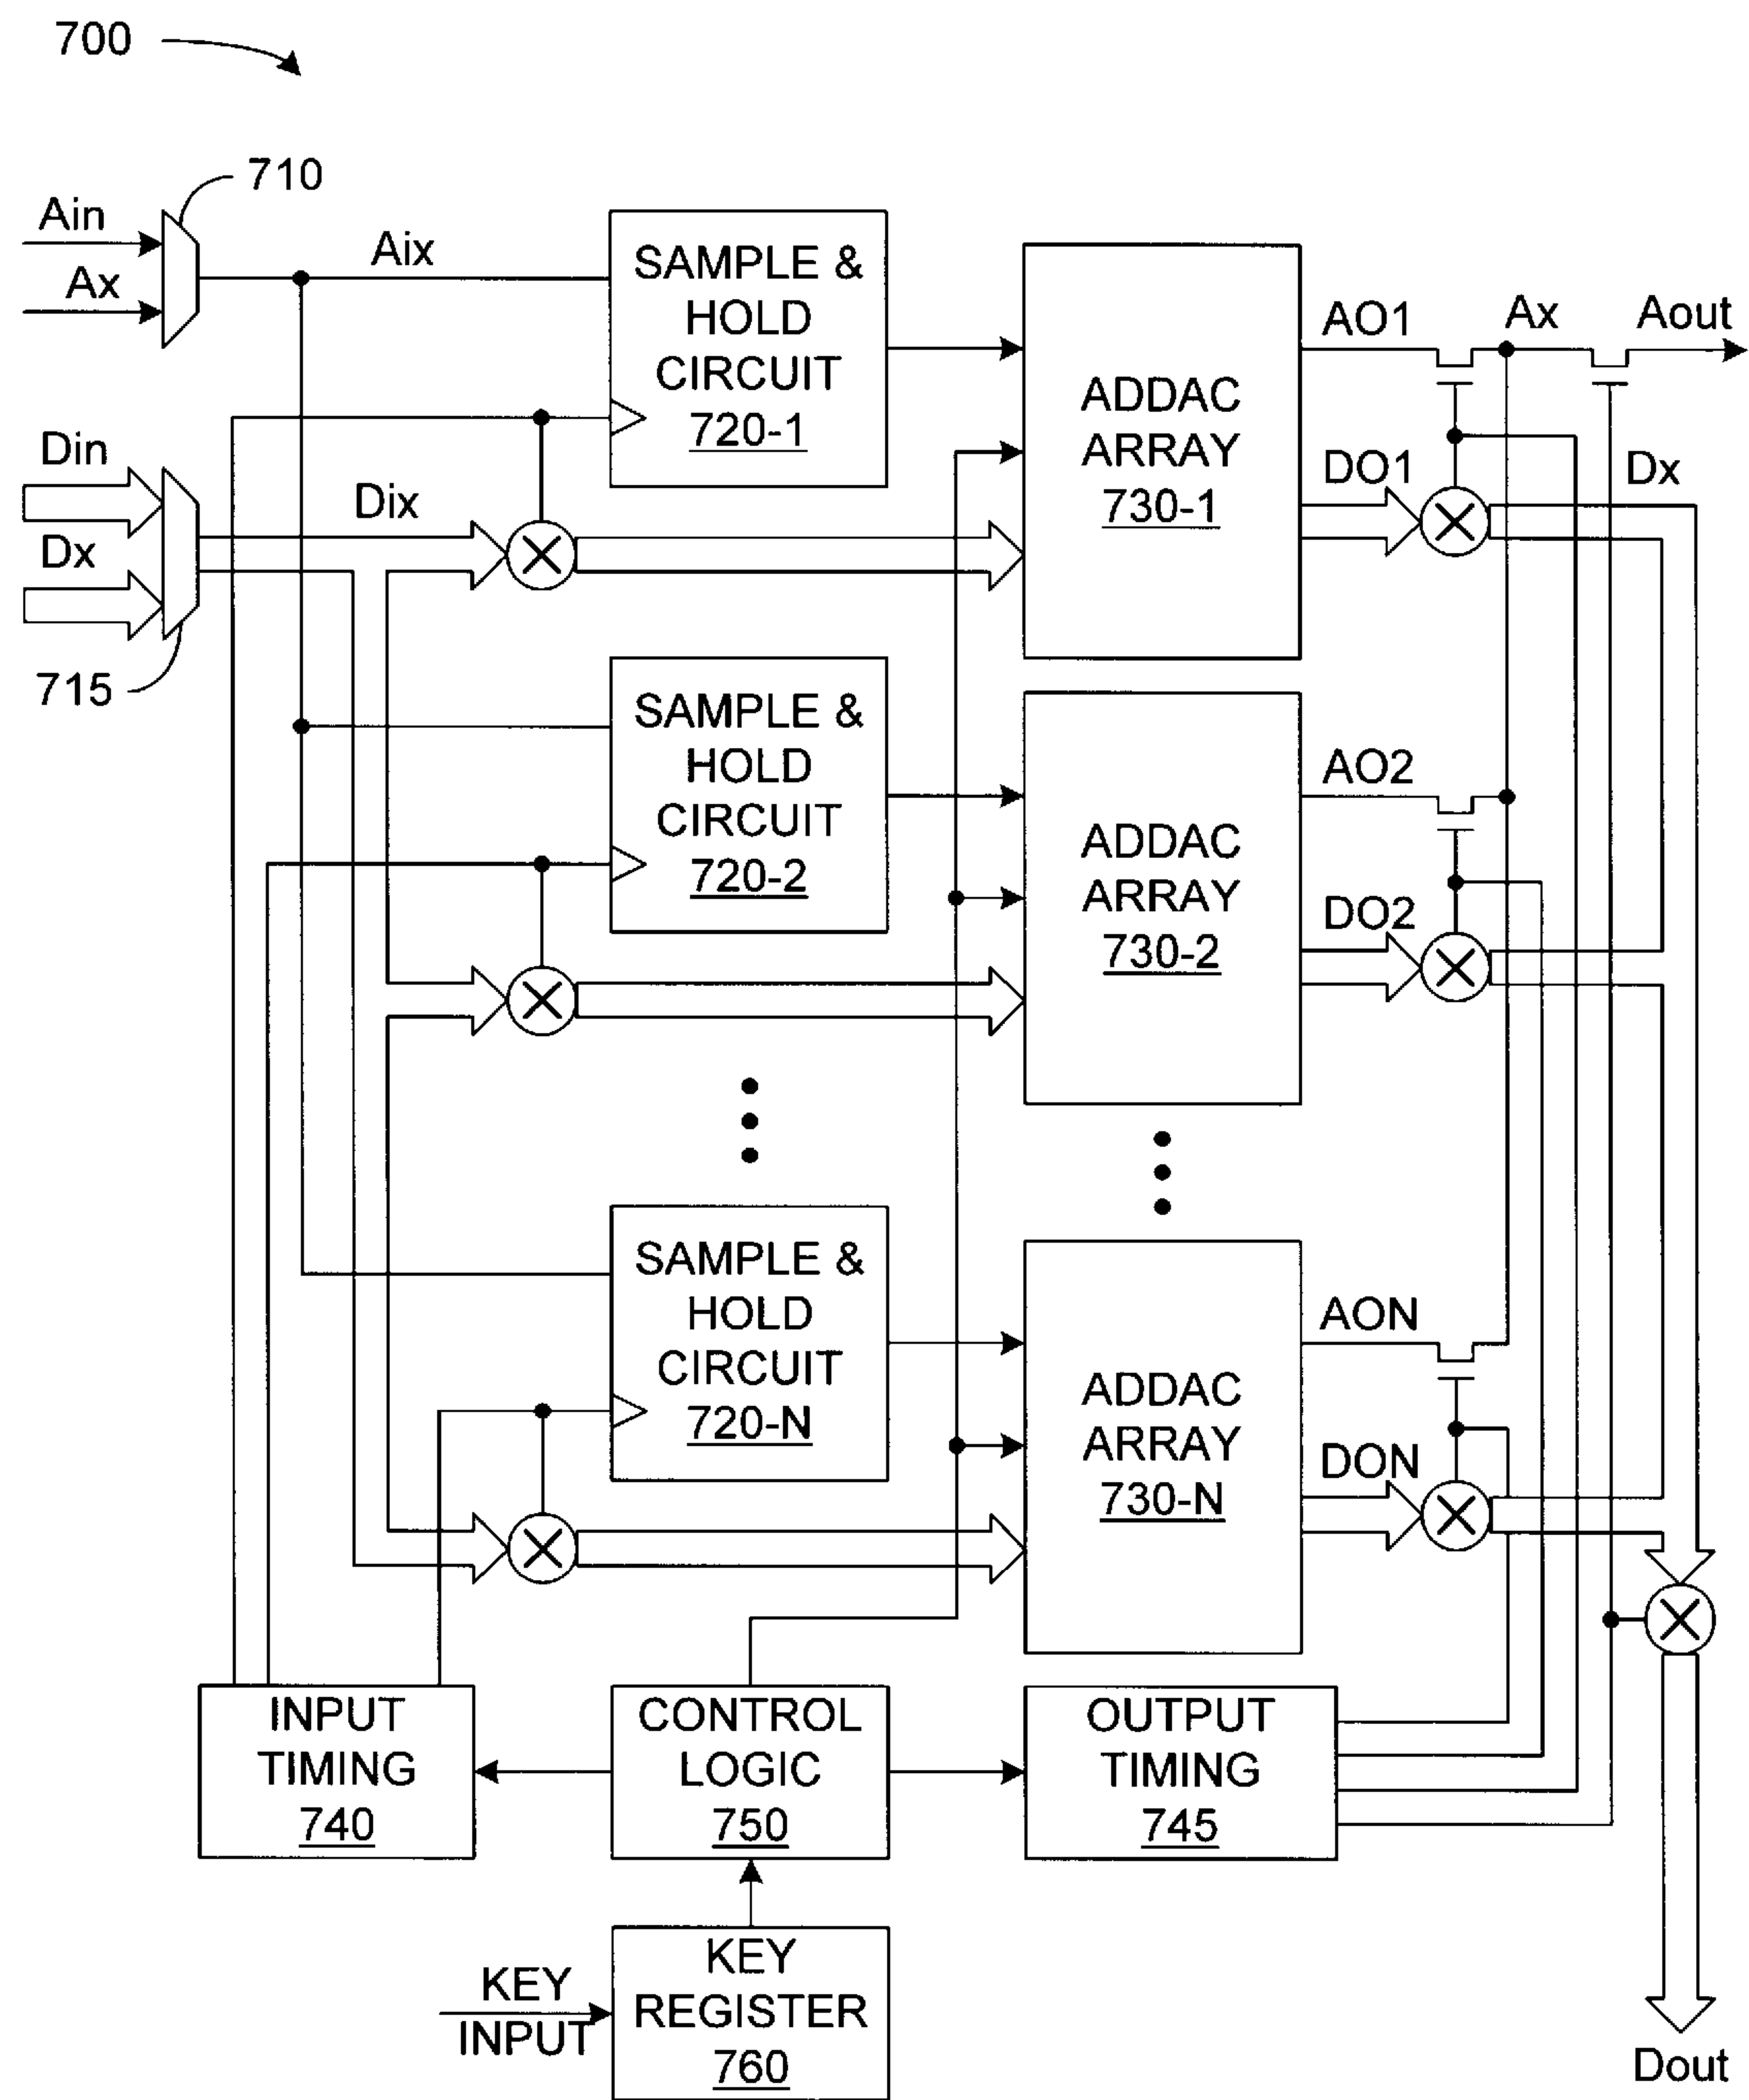 700
710
Ain
Ax
Aix
SAMPLE &
HOLD
CIRCUIT
720-1
ADDAC
ARRAY
730-1
AO1
Ax
Aout
Din
Dx
Dix
DO1
Dx
715
SAMPLE &
HOLD
CIRCUIT
720-2
ADDAC
ARRAY
730-2
AO2
DO2
SAMPLE &
HOLD
CIRCUIT
720-N
ADDAC
ARRAY
730-N
AON
DON
INPUT
TIMING
740
CONTROL
LOGIC
750
OUTPUT
TIMING
745
KEY
INPUT
KEY
REGISTER
760
Dout